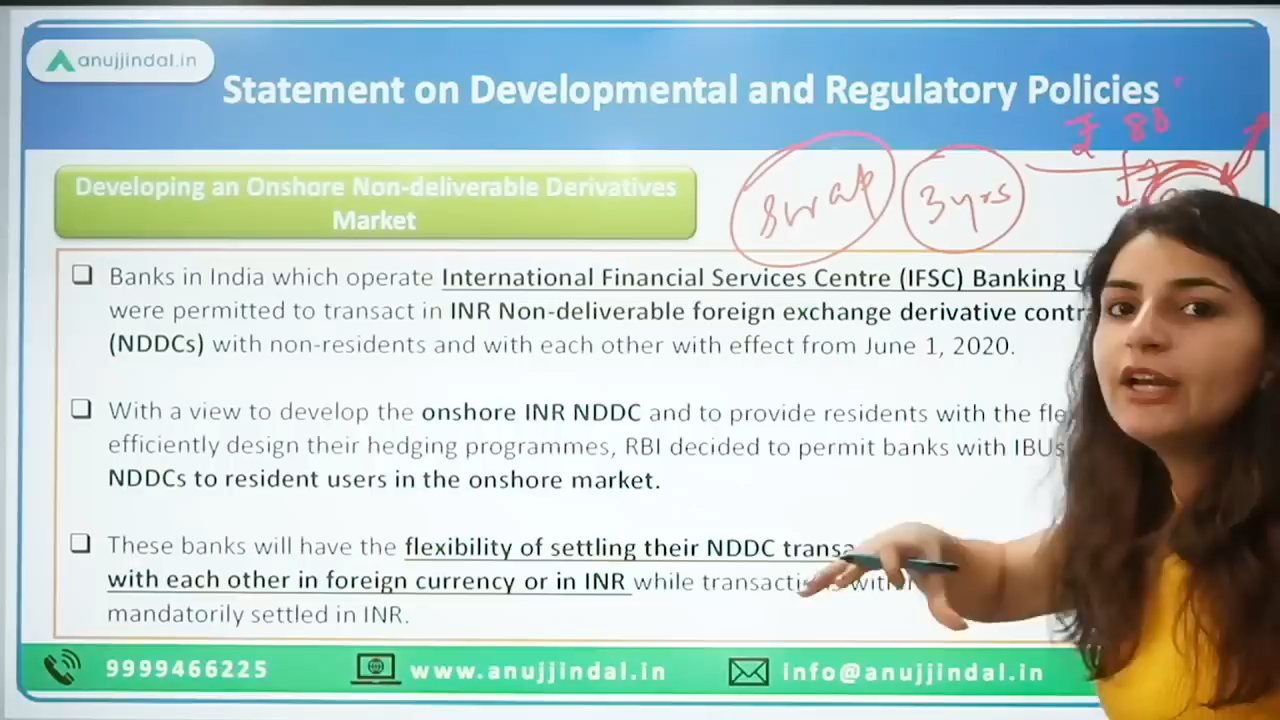 anujjindal.in
Statement on Developmental and Regulatory Policies
₹ 80
Developing an Onshore Non-deliverable Derivatives
Market
Swap
3 yrs
❑ Banks in India which operate International Financial Services Centre (IFSC) Banking
were permitted to transact in INR Non-deliverable foreign exchange derivative
(NDDCs) with non-residents and with each other with effect from June 1, 2020.
❑ With a view to develop the onshore INR NDDC and to provide residents with the
efficiently design their hedging programmes, RBI decided to permit banks with IBUs
NDDCs to resident users in the onshore market.
❑ These banks will have the flexibility of settling their NDDC
with each other in foreign currency or in INR while
mandatorily settled in INR.
9999466225
www.anujjindal.in
info@anujjindal.in